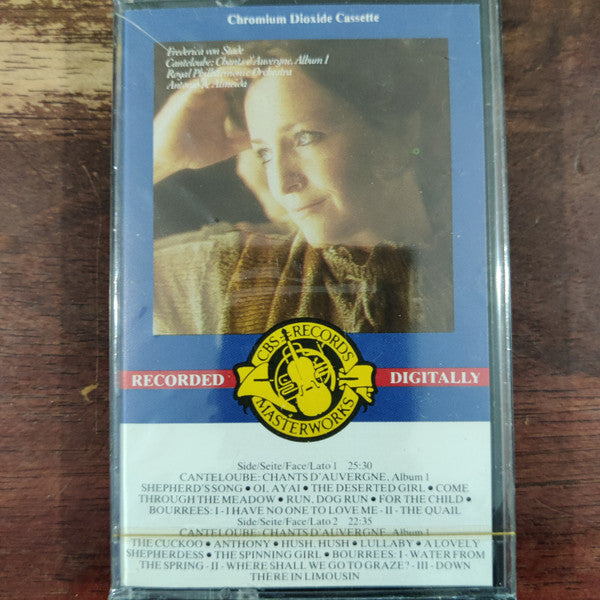 Chromium Dioxide Cassette
Frederica von Stade
Canteloube: Chants d'Auvergne, Album 1
Royal Philharmonic Orchestra
Antonio de Almeida
CBS RECORDS
MASTERWORKS
RECORDED DIGITALLY
Side/Seite/Face/Lato 1 25:30
CANTELOUBE: CHANTS D'AUVERGNE, Album 1
SHEPHERD'S SONG • OI, AYAI • THE DESERTED GIRL • COME
THROUGH THE MEADOW • RUN, DOG RUN • FOR THE CHILD •
BOURREES: I - I HAVE NO ONE TO LOVE ME - II - THE QUAIL
Side/Seite/Face/Lato 2 22:35
CANTELOUBE: CHANTS D'AUVERGNE, Album 1
THE CUCKOO • ANTHONY • HUSH, HUSH • LULLABY • A LOVELY
SHEPHERDESS • THE SPINNING GIRL • BOURREES: I - WATER FROM
THE SPRING - II - WHERE SHALL WE GO TO GRAZE? - III - DOWN
THERE IN LIMOUSIN